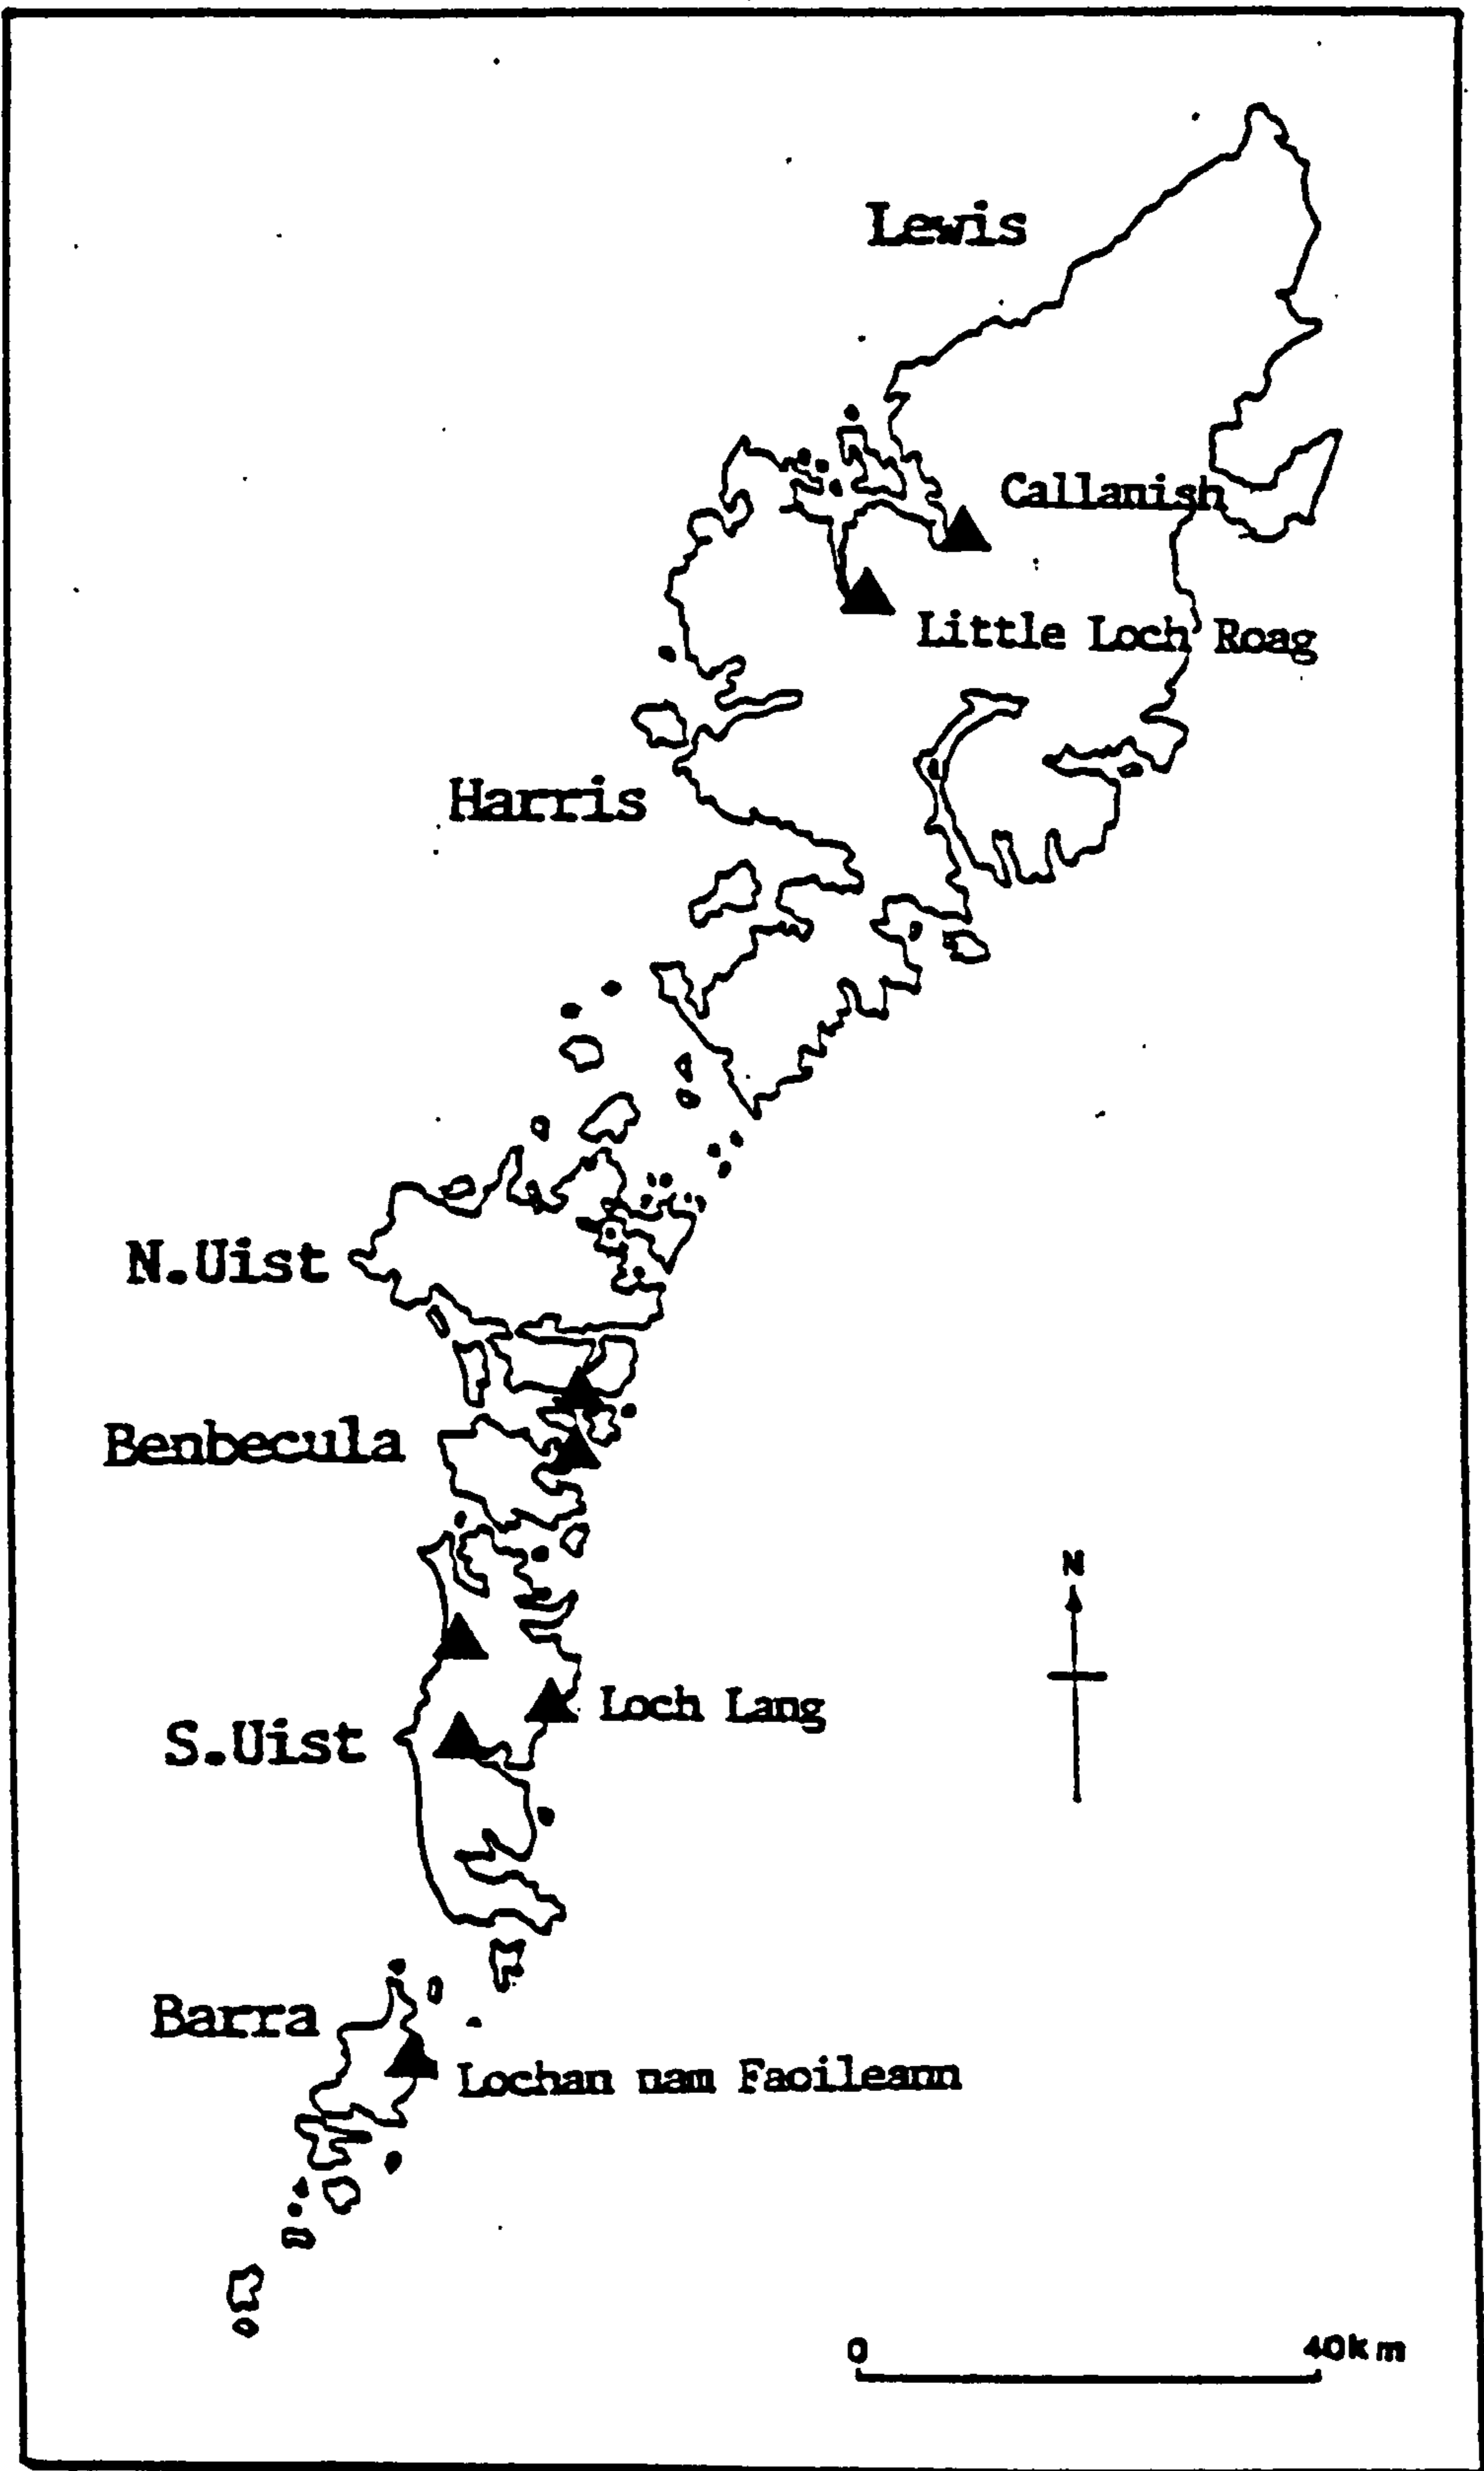 Lewis
Callanish
Little Loch Roag
Harris
N.Uist
Benbecula
N
Loch Lang
S.Uist
Barra
Lochan nam Faoileann
0 40km